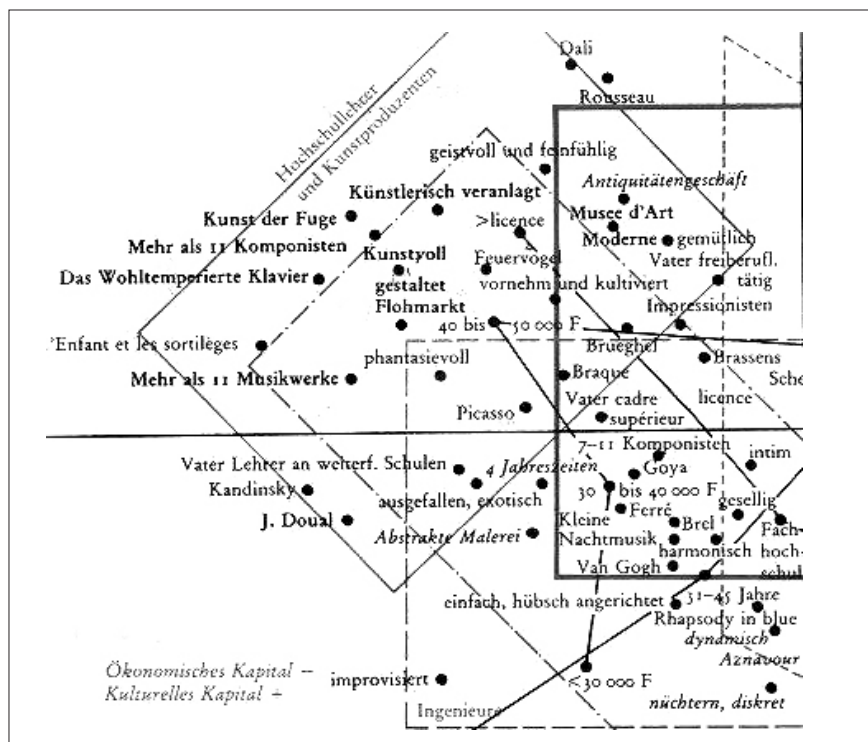 Dali
Rousseau
Hochschullehrer
und Kunstproduzenten
geistvoll und feinfühlig
Antiquitätengeschäft
Künstlerisch veranlagt
Kunst der Fuge
>licence
Musee d'Art
Moderne
gemütlich
Mehr als 11 Komponisten
Kunstvoll
gestaltet
Feuervogel
Vater freiberufl.
tätig
Das Wohltemperierte Klavier
vornehm und kultiviert
Flohmarkt
Impressionisten
40 bis 50 000 F
'Enfant et les sortilèges
Brueghel
Brassens
phantasievoll
Braque
Sche
Mehr als 11 Musikwerke
licence
Picasso
Vater cadre
supérieur
7–11 Komponisten
intim
Vater Lehrer an weiterf. Schulen
4 Jahreszeiten
Goya
Kandinsky
ausgefallen, exotisch
30 bis 40 000 F
gesellig
Ferré
J. Doual
Kleine
Nachtmusik
Brel
Fach-
hoch-
schul
Abstrakte Malerei
harmonisch
Van Gogh
einfach, hübsch angerichtet
31–45 Jahre
Rhapsody in blue
dynamisch
Aznavour
Ökonomisches Kapital –
Kulturelles Kapital +
improvisiert
<30 000 F
nüchtern, diskret
Ingenieure